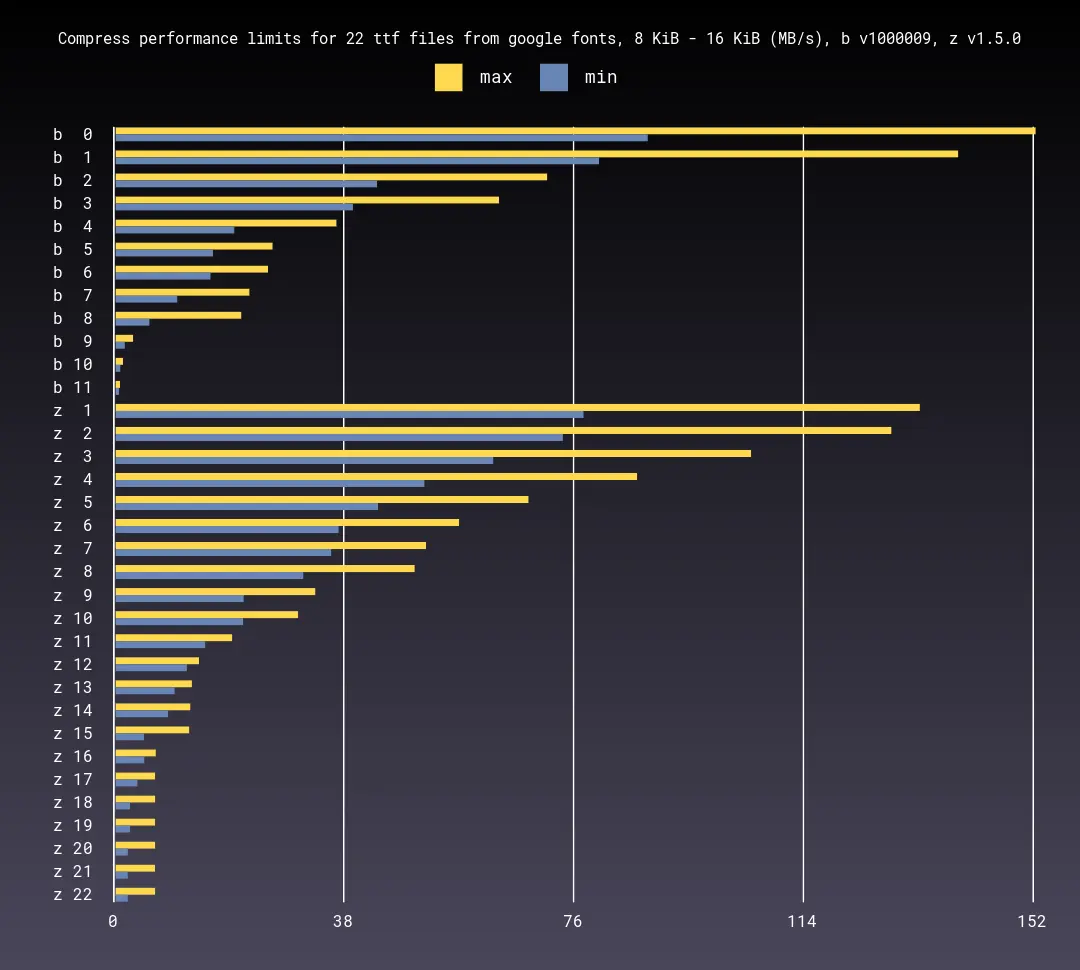 Compress performance limits for 22 ttf files from google fonts, 8 KiB - 16 KiB (MB/s), b v1000009, z v1.5.0
max min
b 0
b 1
b 2
b 3
b 4
b 5
b 6
b 7
b 8
b 9
b 10
b 11
z 1
z 2
z 3
z 4
z 5
z 6
z 7
z 8
z 9
z 10
z 11
z 12
z 13
z 14
z 15
z 16
z 17
z 18
z 19
z 20
z 21
z 22
0 38 76 114 152